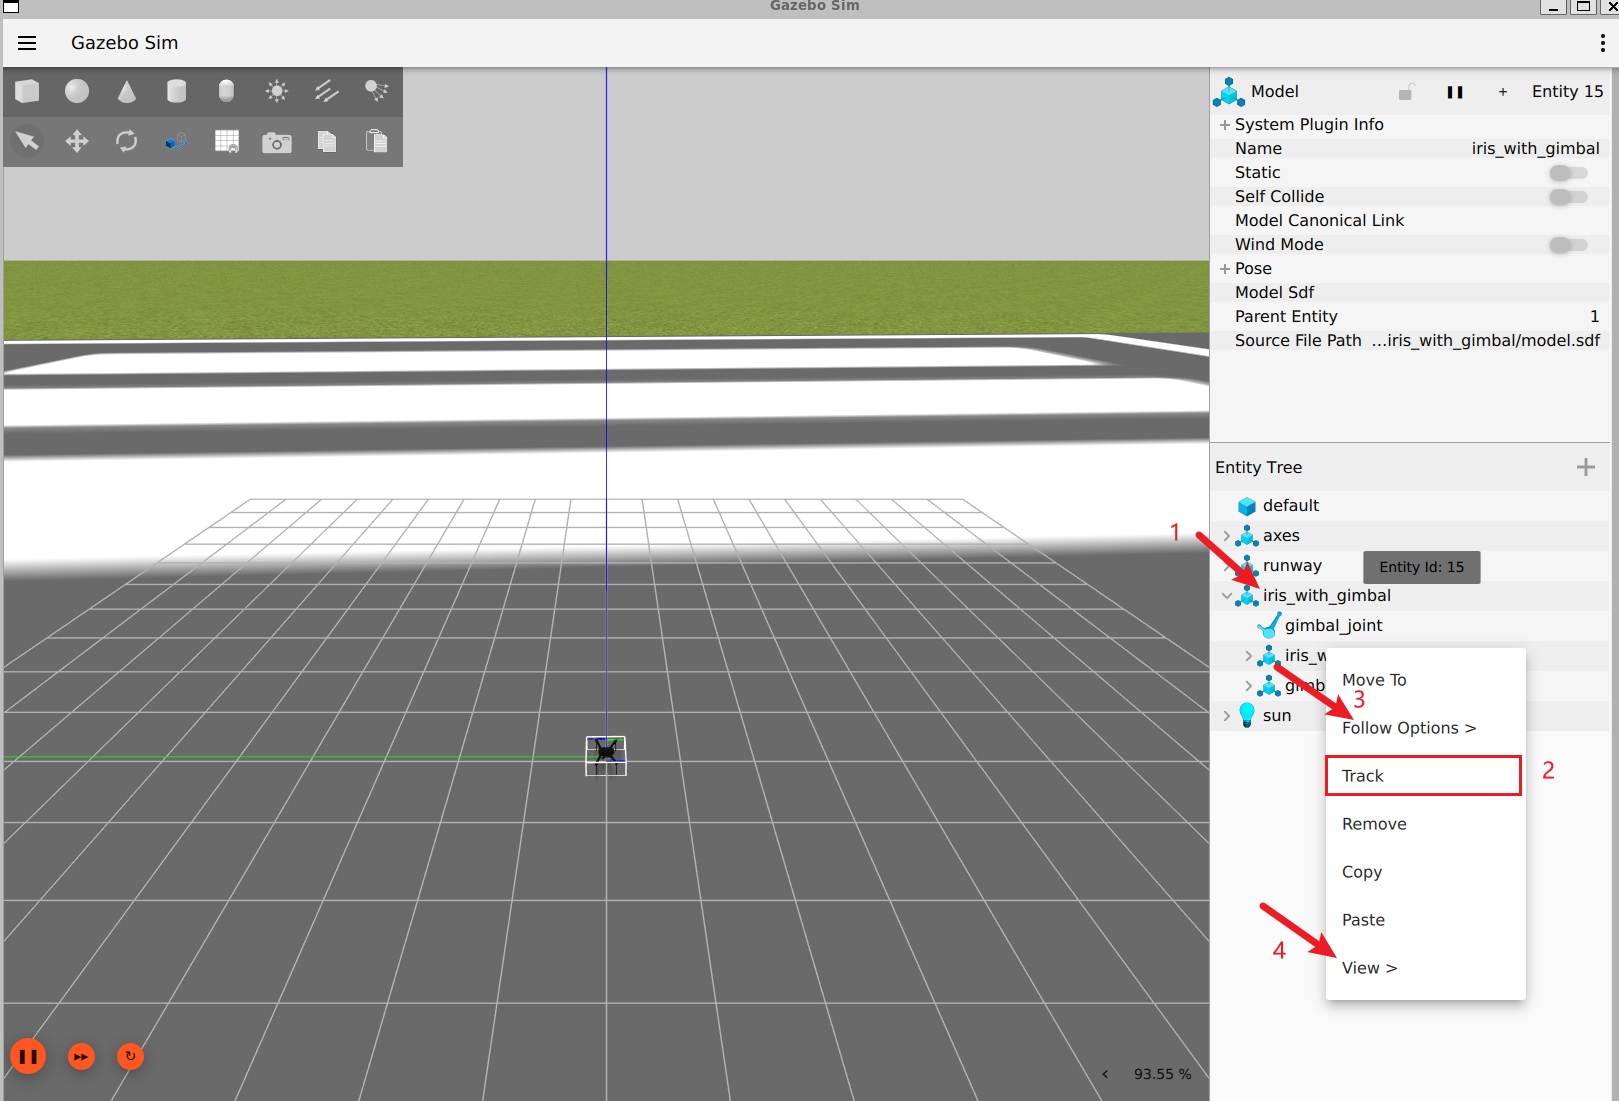 Gazebo Sim
Gazebo Sim
Model
+ Entity 15
+ System Plugin Info
Name iris_with_gimbal
Static
Self Collide
Model Canonical Link
Wind Mode
+ Pose
Model Sdf
Parent Entity 1
Source File Path ...iris_with_gimbal/model.sdf
Entity Tree +
default
1
axes
runway
Entity Id: 15
iris_with_gimbal
gimbal_joint
iris_w
gimb
sun
Move To
3
Follow Options >
Track
2
Remove
Copy
Paste
4
View >
< 93.55 %